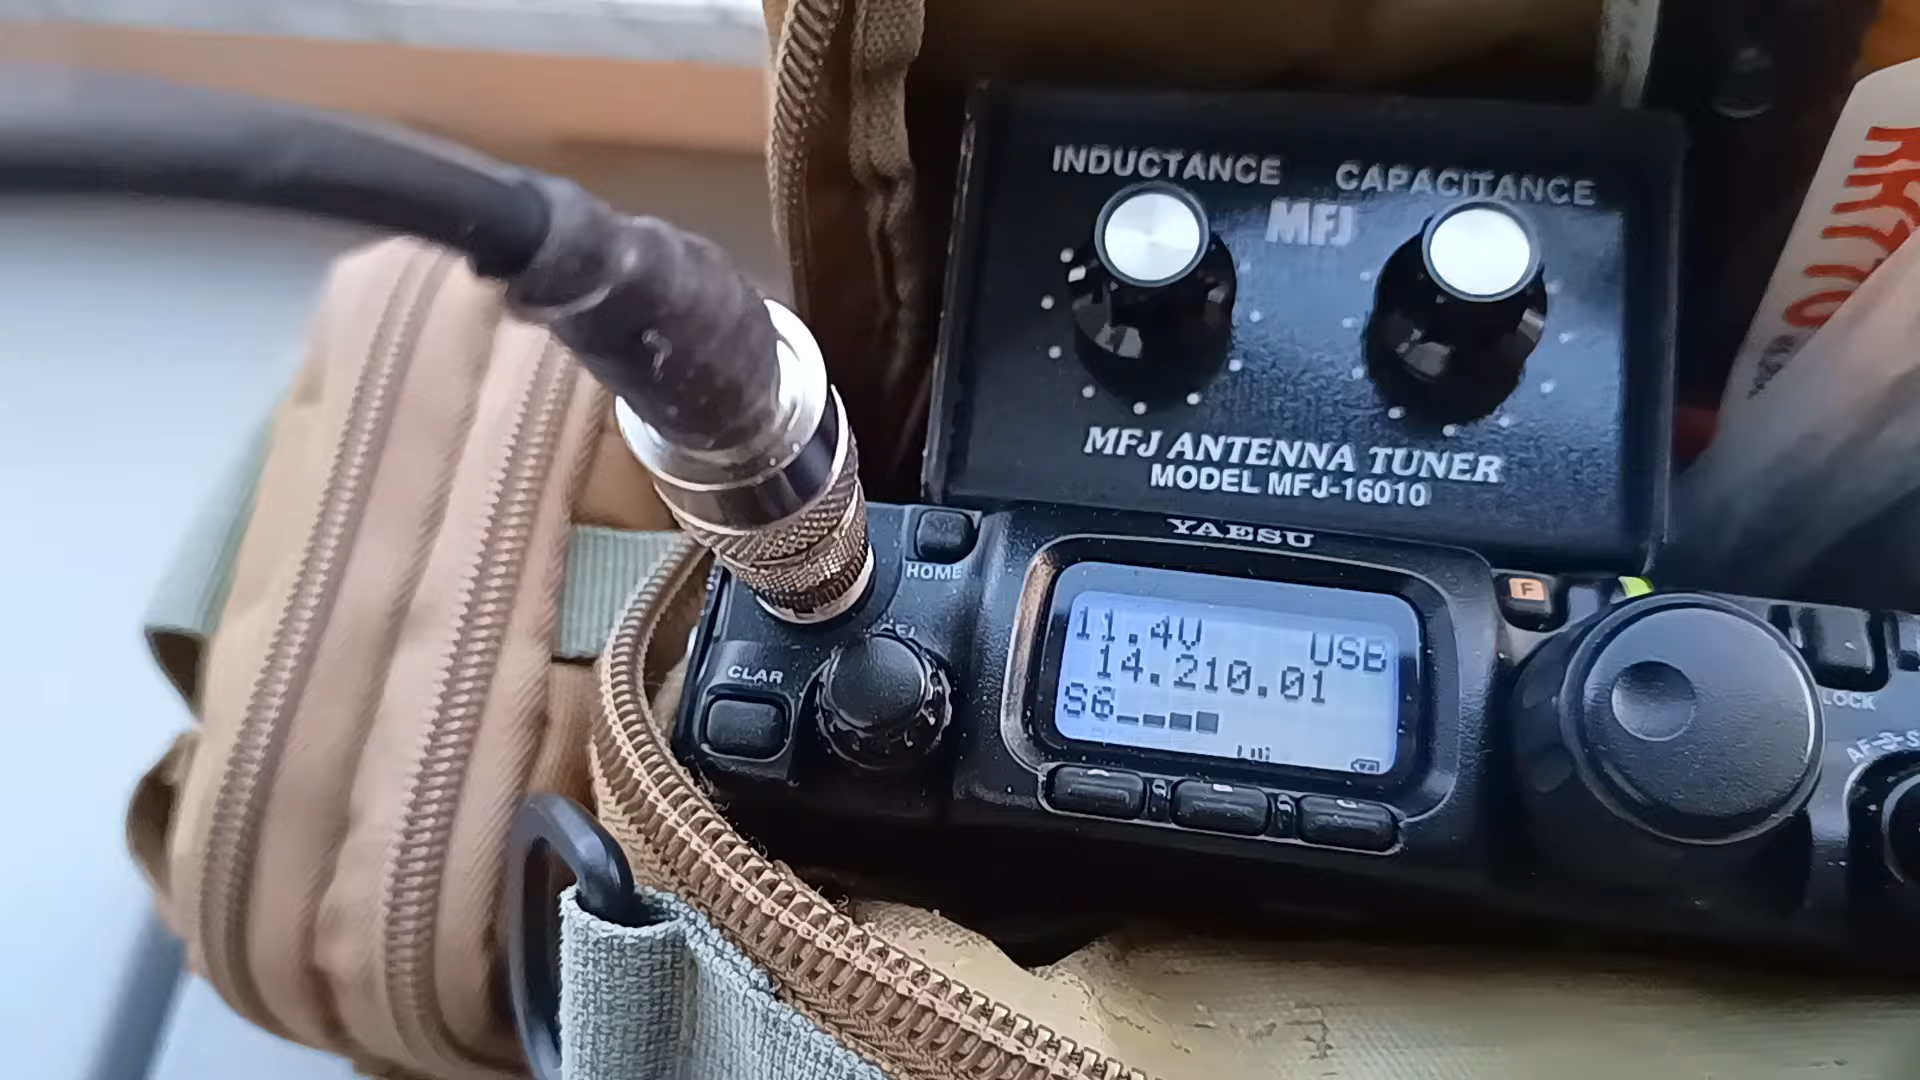 INDUCTANCE
CAPACITANCE
MFJ
MFJ ANTENNA TUNER
MODEL MFJ-16010
YAESU
HOME
F
11.4V
USB
14.210.01
CLAR
S6
LOCK